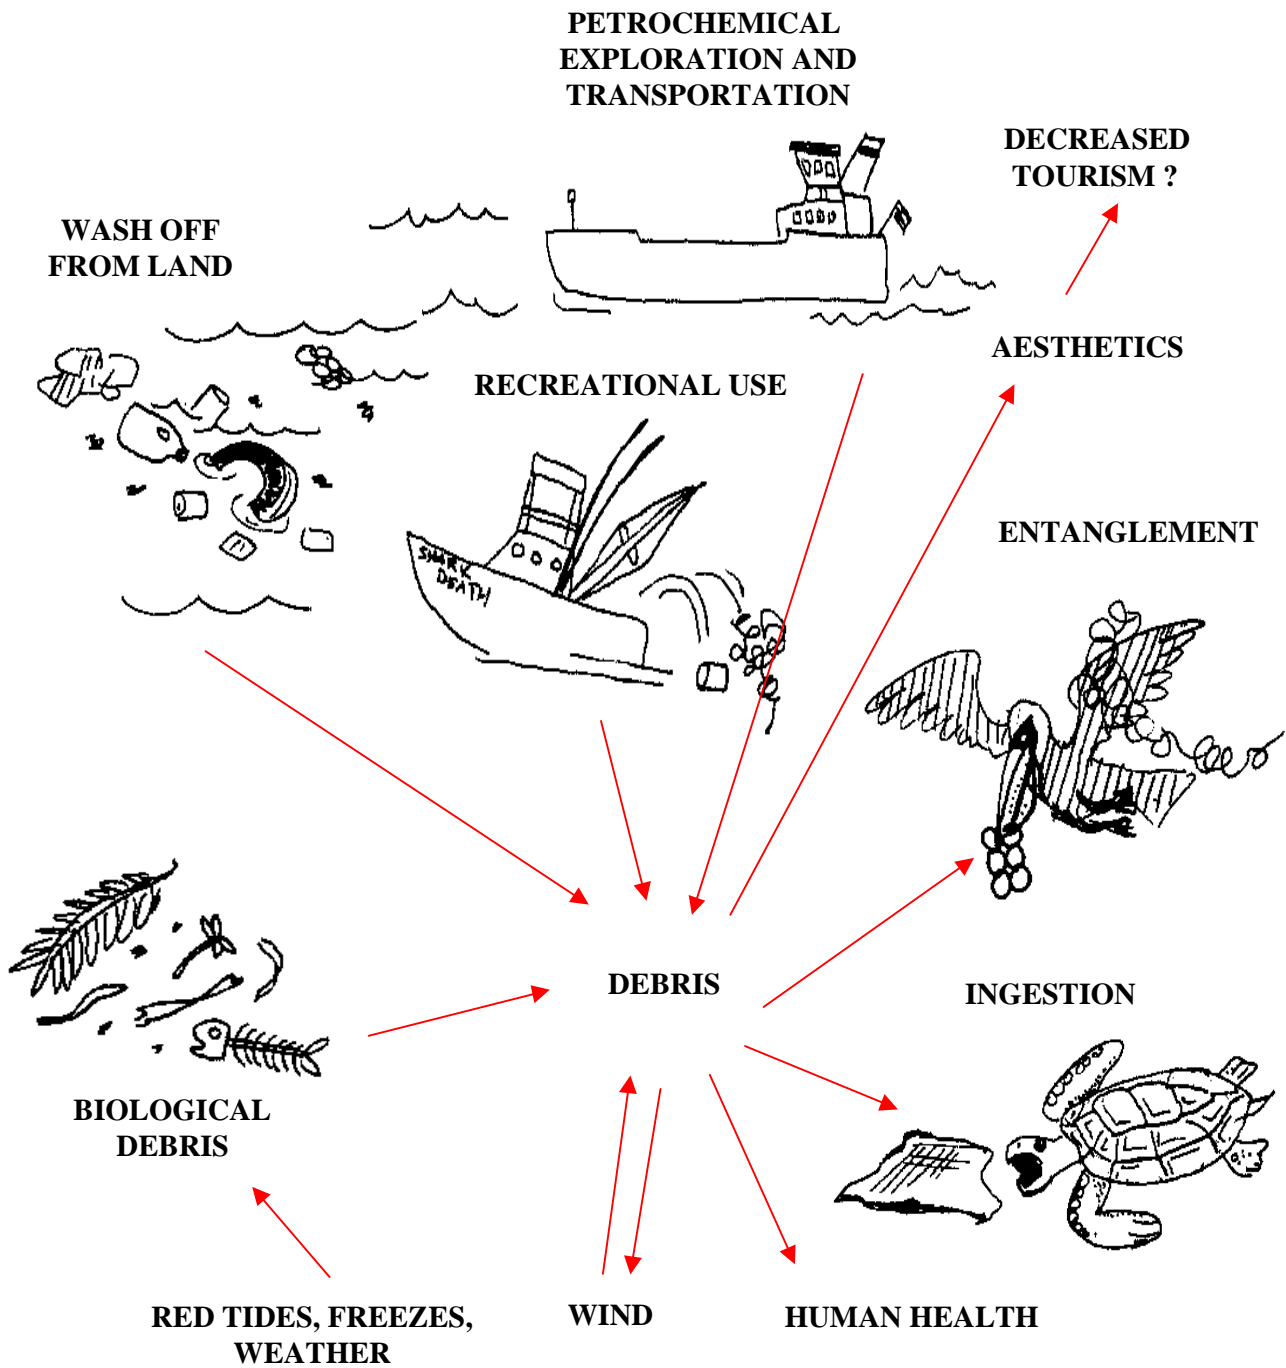 PETROCHEMICAL
EXPLORATION AND
TRANSPORTATION
DECREASED
TOURISM ?
WASH OFF
FROM LAND
AESTHETICS
RECREATIONAL USE
SHARK
DEATH
ENTANGLEMENT
DEBRIS
INGESTION
BIOLOGICAL
DEBRIS
RED TIDES, FREEZES,
WEATHER
WIND
HUMAN HEALTH